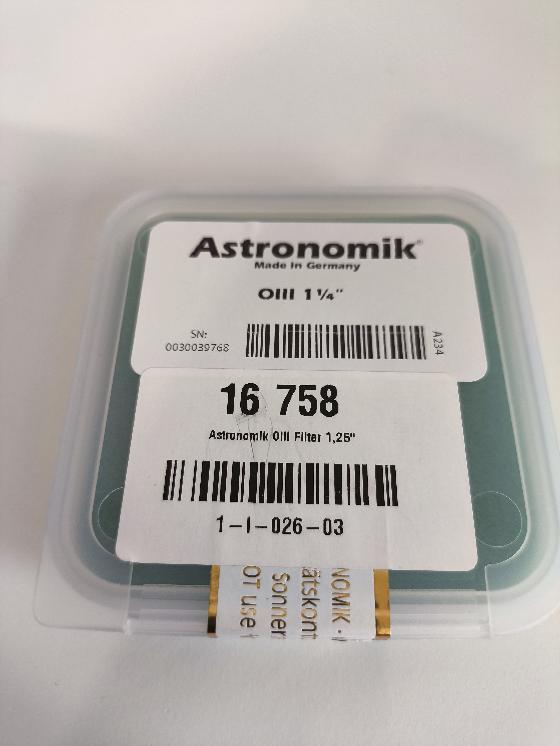 Astronomik®
Made in Germany
OIII 1¼"
SN:
0030039768
A234
16 758
Astronomik OIII Filter 1,25"
1-I-026-03
NOMIK
ätskont
Sonner
OT use